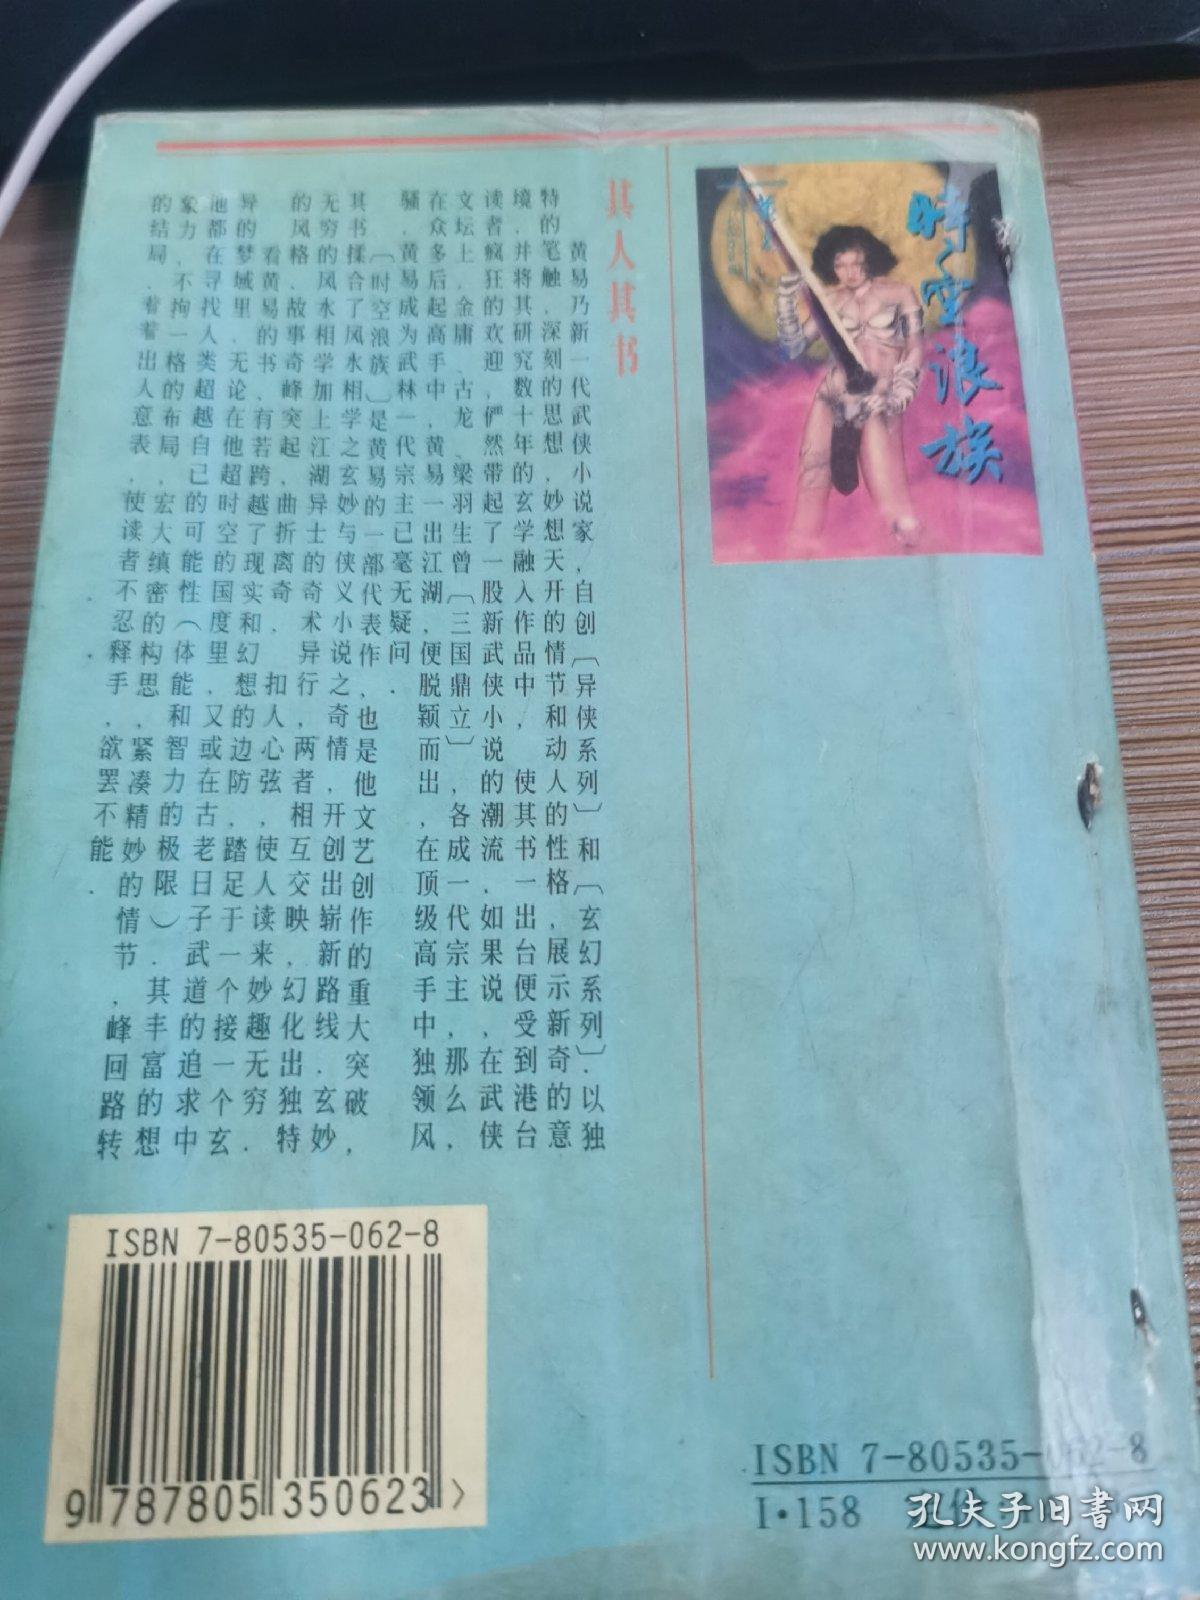 其人其书
黄易乃新一代武侠小说家,自创〔异侠系列〕和〔玄幻系列〕.以独
特的笔触,深刻的思想,妙想天开的情节和动人的性格,展示新奇的意
境,并将其研究数十年的玄学融入作品中,使其书一出台便受到港台
读者疯狂的欢迎,俨然带起了一股新武侠小说的潮流.如果说在武侠
文坛上,金庸、古龙、梁羽生曾〔三国鼎立〕,各成一代宗主,那么,
在众多后起高手中,黄易一出江湖,便脱颖而出,在顶级高手中独领风
骚.黄易成为武林一代宗主已毫无疑问.
〔时空浪族〕是黄易的一部代表作,也是他文艺创作的重大突破,
其书揉合了风水相学之玄妙与侠义小说之奇情,开创出崭新路线.玄妙
无穷的风水相学加上江湖异士的奇术异行,两者相互交映,幻化出独特
的风格、故事奇峰突起,曲折离奇,扣人心弦,使人读来妙趣无穷.
看黄易的书、有若跨越了现实和幻想的边防,踏足于一个接一个玄
异的梦域里,无论在他超时空的国度里,又或在古老日子武道的追求中
他都在寻找人类超越自已的可能性(体能和智力的极限).其丰富的想
象力、不拘一格的布局,宏大缜密的构思,紧凑精妙的情节,峰回路转
的结局,着着出人意表,使读者不忍释手,欲罢不能.
时空浪族
ISBN 7-80535-062-8
9 787805 350623 >
ISBN 7-80535-062-8
I·158
孔夫子旧书网
www.kongfz.com